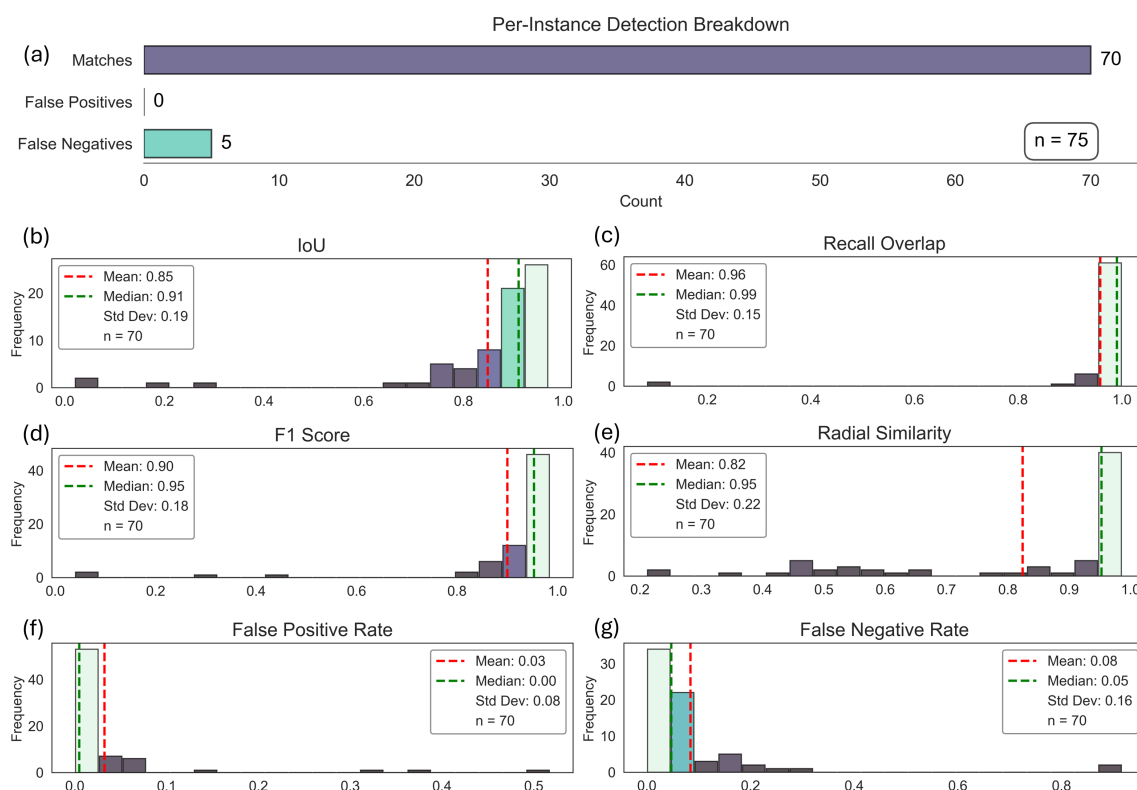 Per-Instance Detection Breakdown
(a)
Matches
70
False Positives
0
False Negatives
5
n = 75
0 10 20 30 40 50 60 70
Count
(b)
IoU
Mean: 0.85
Median: 0.91
Std Dev: 0.19
n = 70
Frequency
20
10
0
0.0 0.2 0.4 0.6 0.8 1.0
(c)
Recall Overlap
Mean: 0.96
Median: 0.99
Std Dev: 0.15
n = 70
Frequency
60
40
20
0
0.2 0.4 0.6 0.8 1.0
(d)
F1 Score
Mean: 0.90
Median: 0.95
Std Dev: 0.18
n = 70
Frequency
40
20
0
0.0 0.2 0.4 0.6 0.8 1.0
(e)
Radial Similarity
Mean: 0.82
Median: 0.95
Std Dev: 0.22
n = 70
Frequency
40
20
0
0.2 0.3 0.4 0.5 0.6 0.7 0.8 0.9 1.0
(f)
False Positive Rate
Mean: 0.03
Median: 0.00
Std Dev: 0.08
n = 70
Frequency
40
20
0
0.0 0.1 0.2 0.3 0.4 0.5
(g)
False Negative Rate
Mean: 0.08
Median: 0.05
Std Dev: 0.16
n = 70
Frequency
30
20
10
0
0.0 0.2 0.4 0.6 0.8